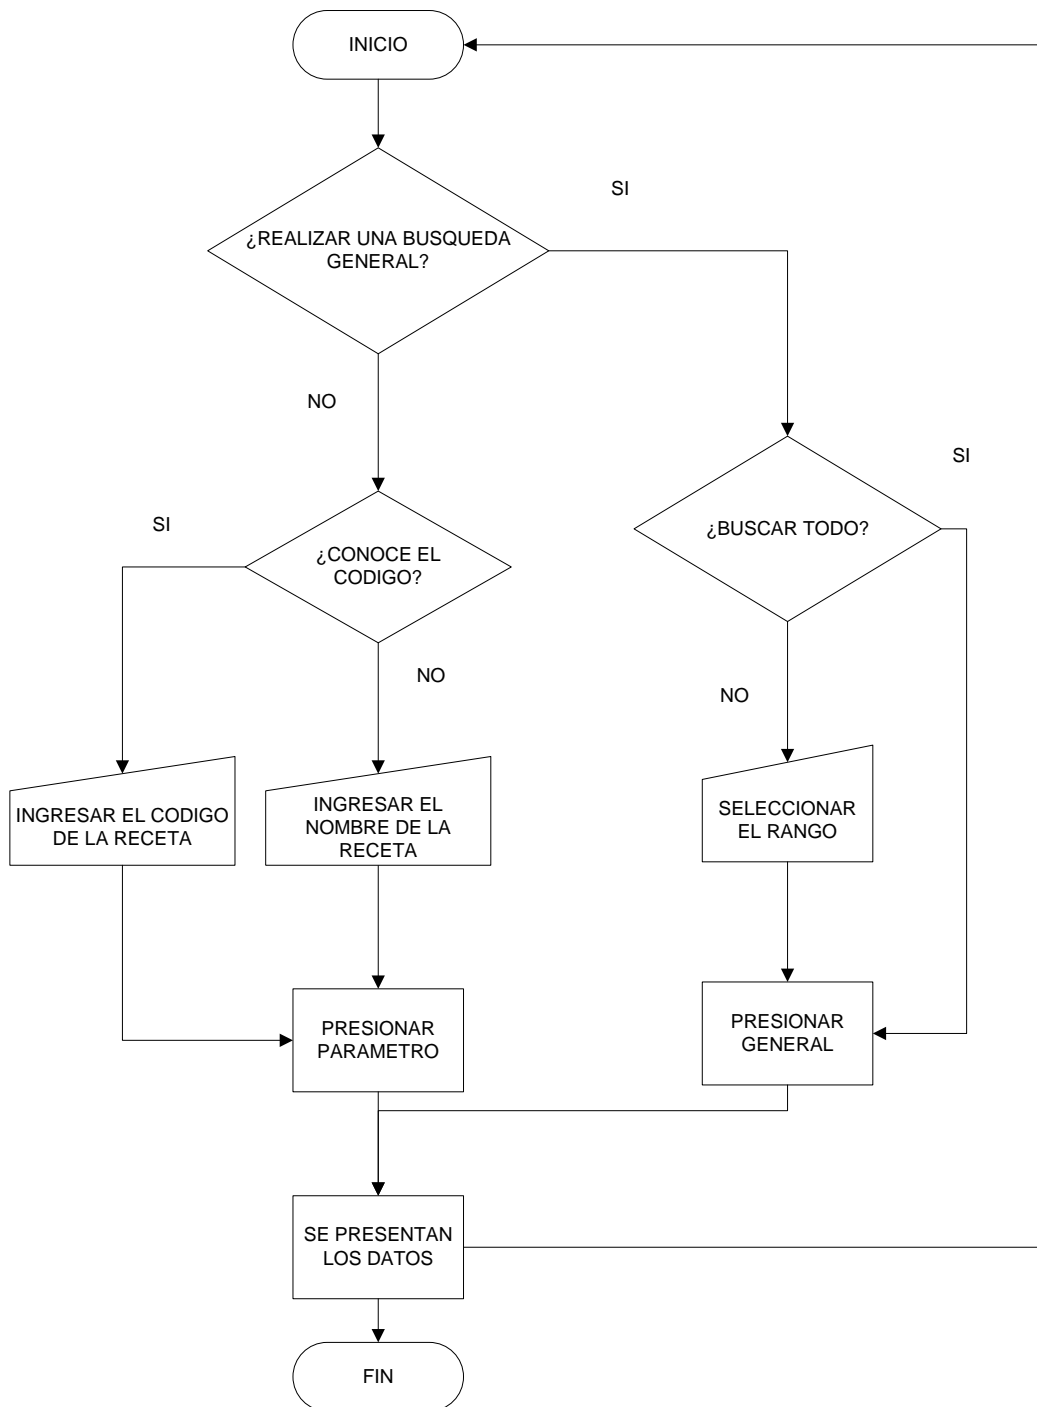 INICIO
SI
¿REALIZAR UNA BUSQUEDA
GENERAL?
NO
SI
SI
¿BUSCAR TODO?
¿CONOCE EL
CODIGO?
NO
NO
INGRESAR EL CODIGO
DE LA RECETA
INGRESAR EL
NOMBRE DE LA
RECETA
SELECCIONAR
EL RANGO
PRESIONAR
PARAMETRO
PRESIONAR
GENERAL
SE PRESENTAN
LOS DATOS
FIN